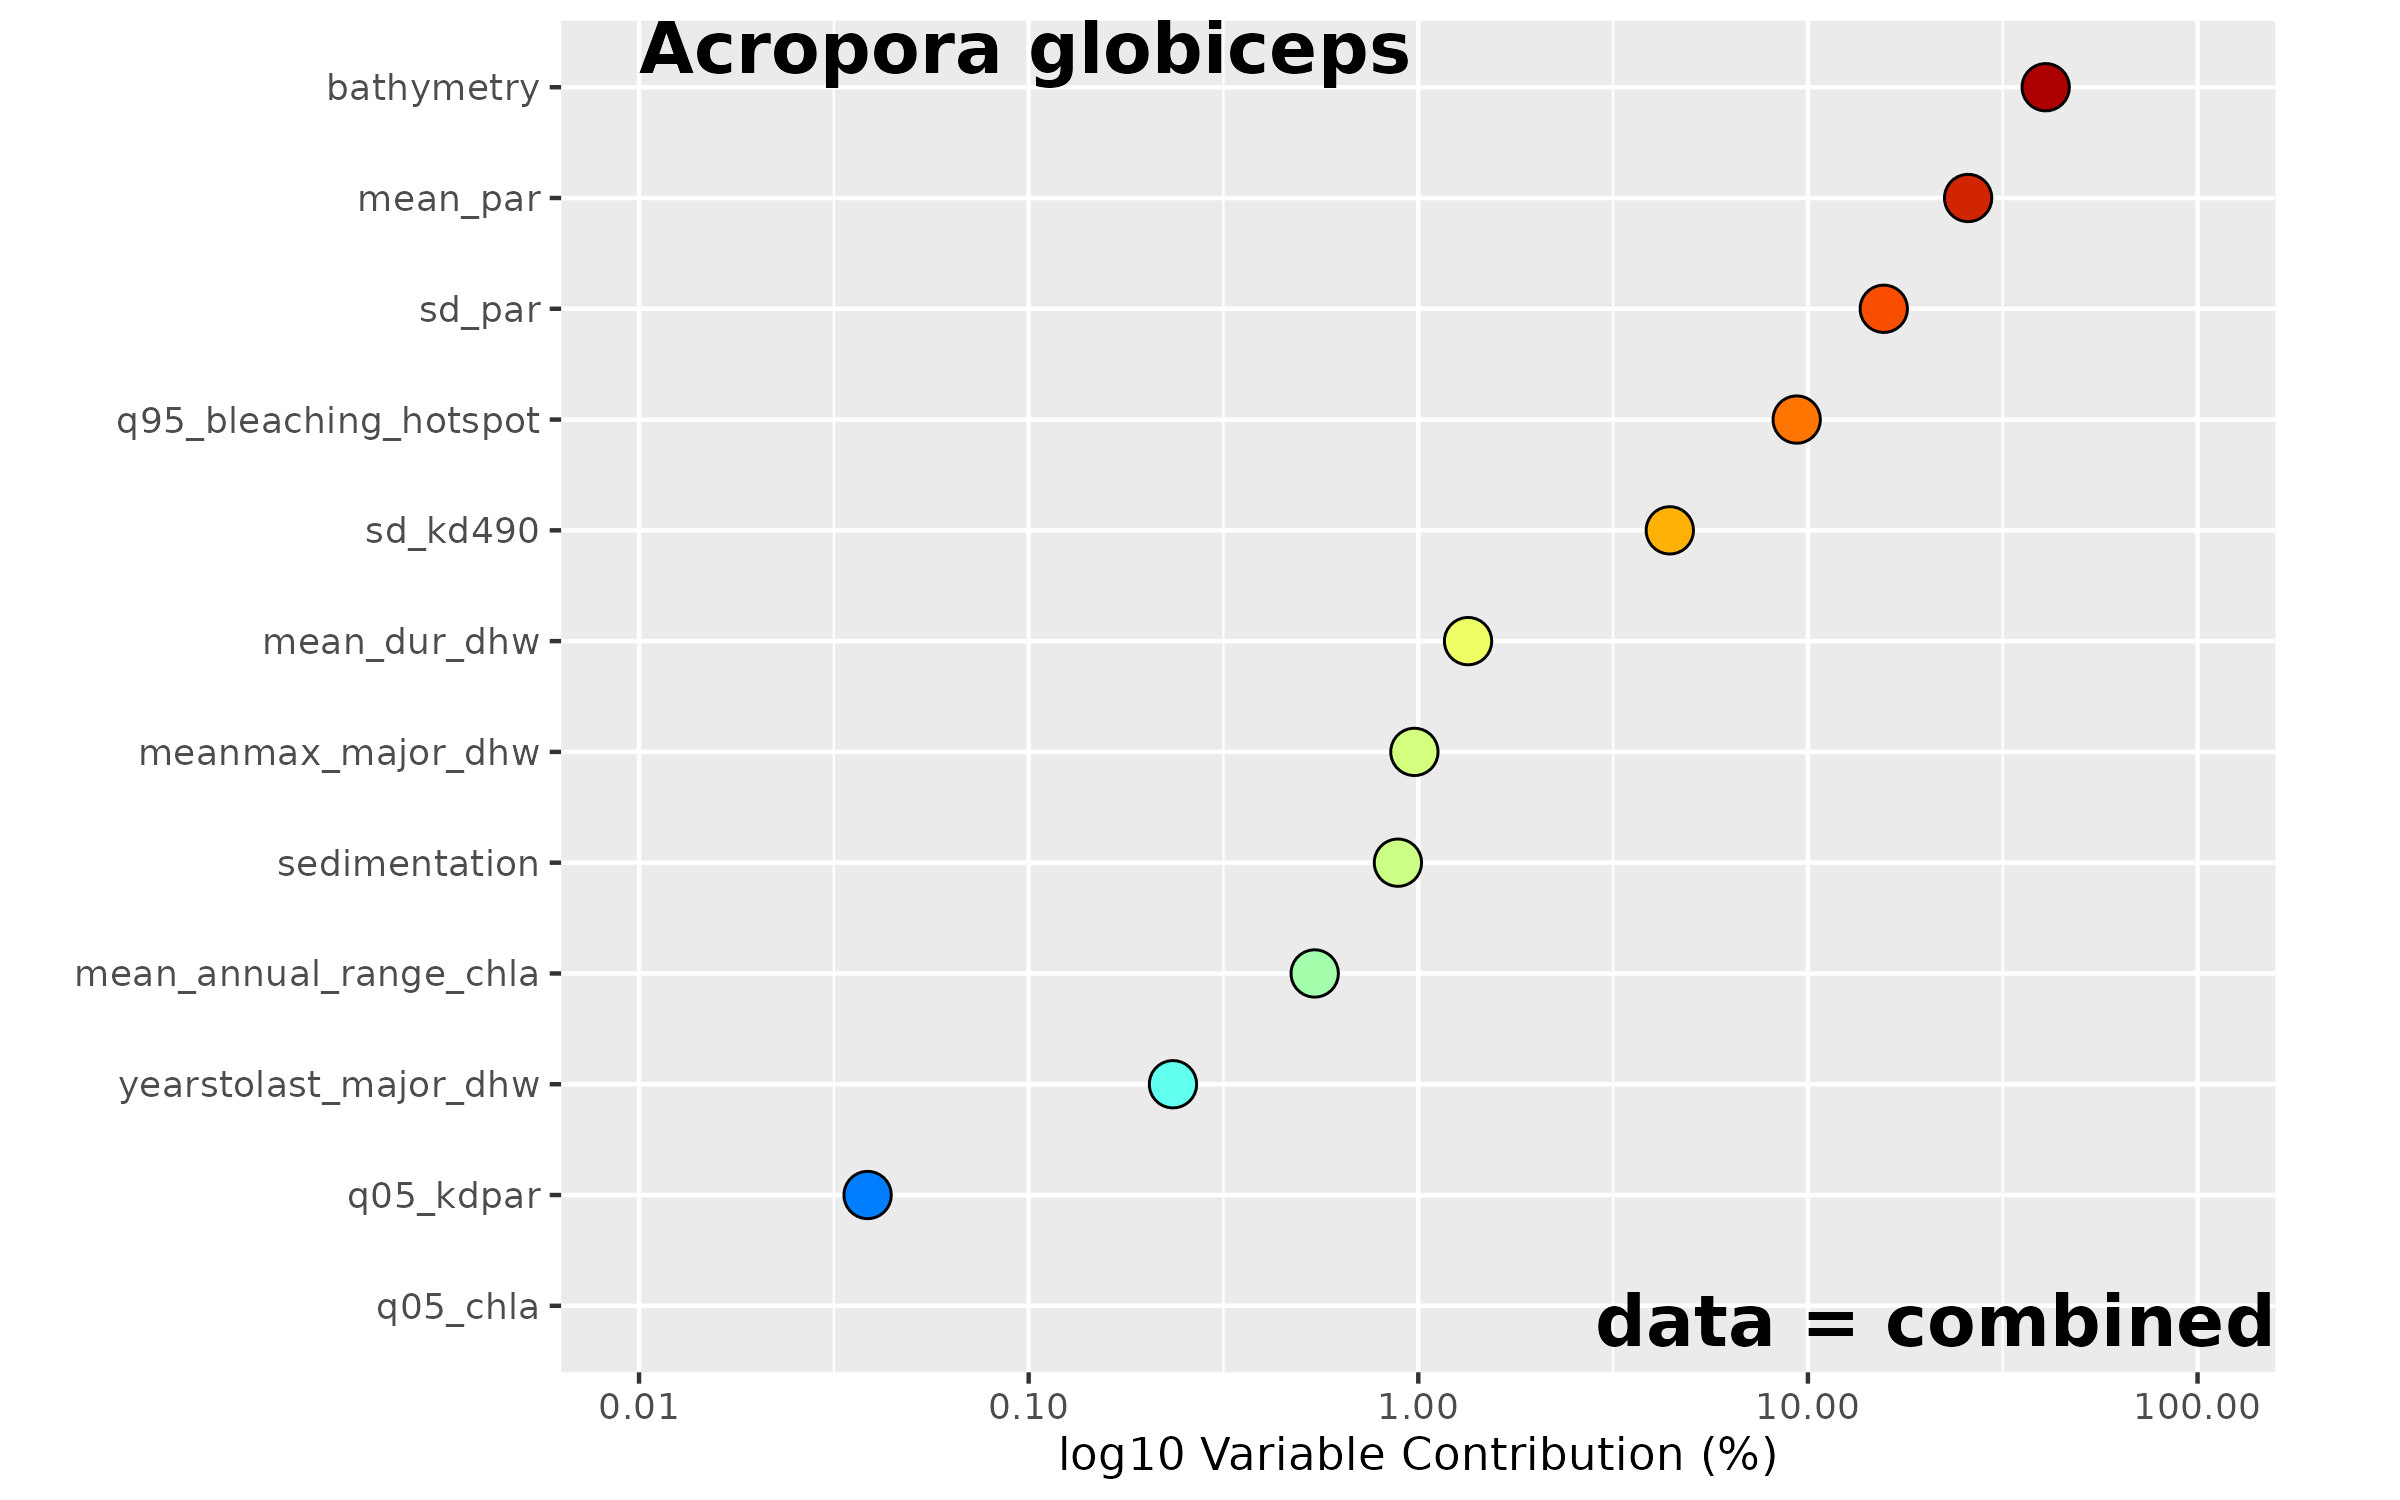 Acropora globiceps
bathymetry
mean_par
sd_par
q95_bleaching_hotspot
sd_kd490
mean_dur_dhw
meanmax_major_dhw
sedimentation
mean_annual_range_chla
yearstolast_major_dhw
q05_kdpar
q05_chla
data = combined
0.01 0.10 1.00 10.00 100.00
log10 Variable Contribution (%)